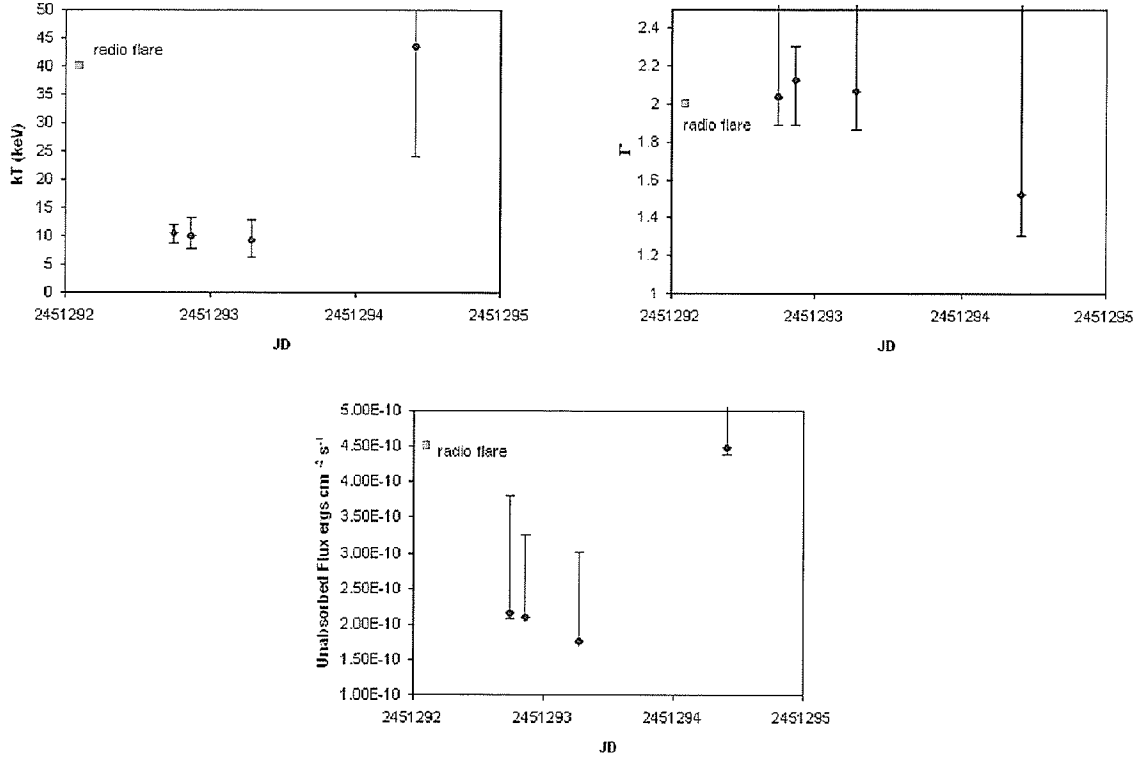 50
45
40
35
30
25
20
15
10
5
0
kT (keV)
radio flare
2451292
2451293
2451294
2451295
JD
2.4
2.2
2
1.8
1.6
1.4
1.2
1
Γ
radio flare
2451292
2451293
2451294
2451295
JD
5.00E-10
4.50E-10
4.00E-10
3.50E-10
3.00E-10
2.50E-10
2.00E-10
1.50E-10
1.00E-10
Unabsorbed Flux ergs cm⁻² s⁻¹
radio flare
2451292
2451293
2451294
2451295
JD